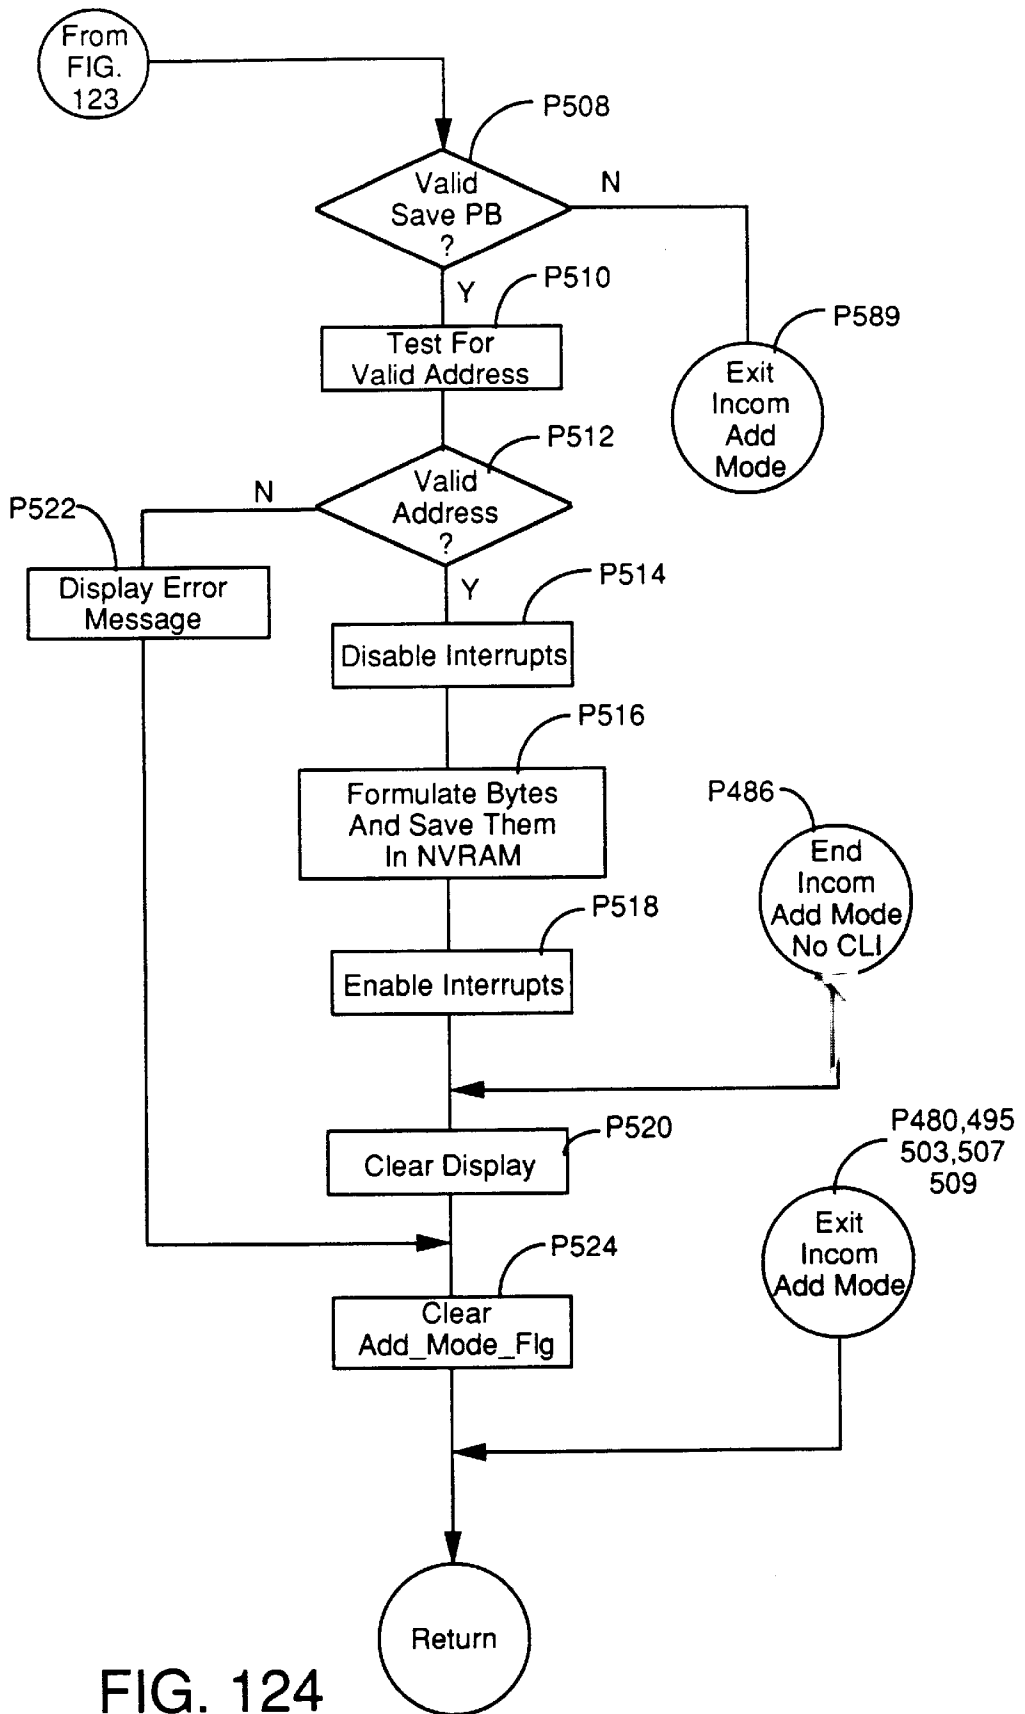 From
FIG.
123
P508
Valid
Save PB
?
N
Y
P510
Test For
Valid Address
P589
Exit
Incom
Add
Mode
P512
Valid
Address
?
N
Y
P522
Display Error
Message
P514
Disable Interrupts
P516
Formulate Bytes
And Save Them
In NVRAM
P486
End
Incom
Add Mode
No CLI
P518
Enable Interrupts
P520
Clear Display
P480,495
503,507
509
Exit
Incom
Add Mode
P524
Clear
Add_Mode_Flg
Return
FIG. 124